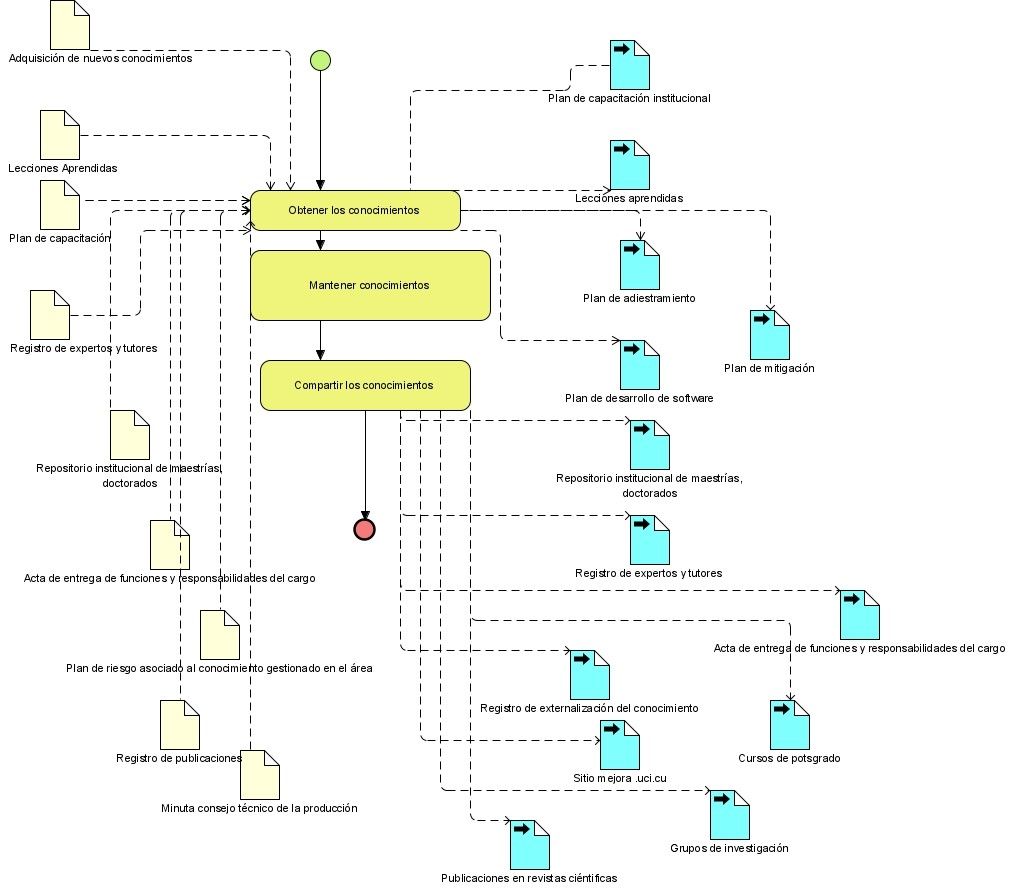 Adquisición de nuevos conocimientos
Plan de capacitación institucional
Lecciones Aprendidas
Lecciones aprendidas
Plan de capacitación
Obtener los conocimientos
Mantener conocimientos
Plan de adiestramiento
Registro de expertos y tutores
Plan de mitigación
Compartir los conocimientos
Plan de desarrollo de software
Repositorio institucional de maestrías,
doctorados
Repositorio institucional de maestrías,
doctorados
Acta de entrega de funciones y responsabilidades del cargo
Registro de expertos y tutores
Acta de entrega de funciones y responsabilidades del cargo
Plan de riesgo asociado al conocimiento gestionado en el área
Registro de externalización del conocimiento
Registro de publicaciones
Cursos de potsgrado
Sitio mejora .uci.cu
Minuta consejo técnico de la producción
Grupos de investigación
Publicaciones en revistas ciéntificas